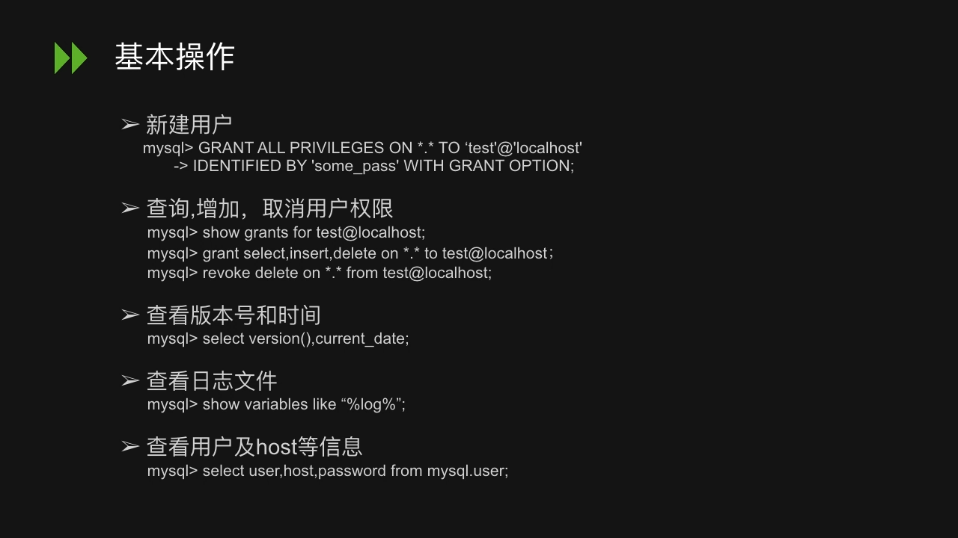 基本操作
➢ 新建用户
mysql> GRANT ALL PRIVILEGES ON *.* TO ‘test'@'localhost'
-> IDENTIFIED BY 'some_pass' WITH GRANT OPTION;
➢ 查询,增加，取消用户权限
mysql> show grants for test@localhost;
mysql> grant select,insert,delete on *.* to test@localhost；
mysql> revoke delete on *.* from test@localhost;
➢ 查看版本号和时间
mysql> select version(),current_date;
➢ 查看日志文件
mysql> show variables like “%log%”;
➢ 查看用户及host等信息
mysql> select user,host,password from mysql.user;